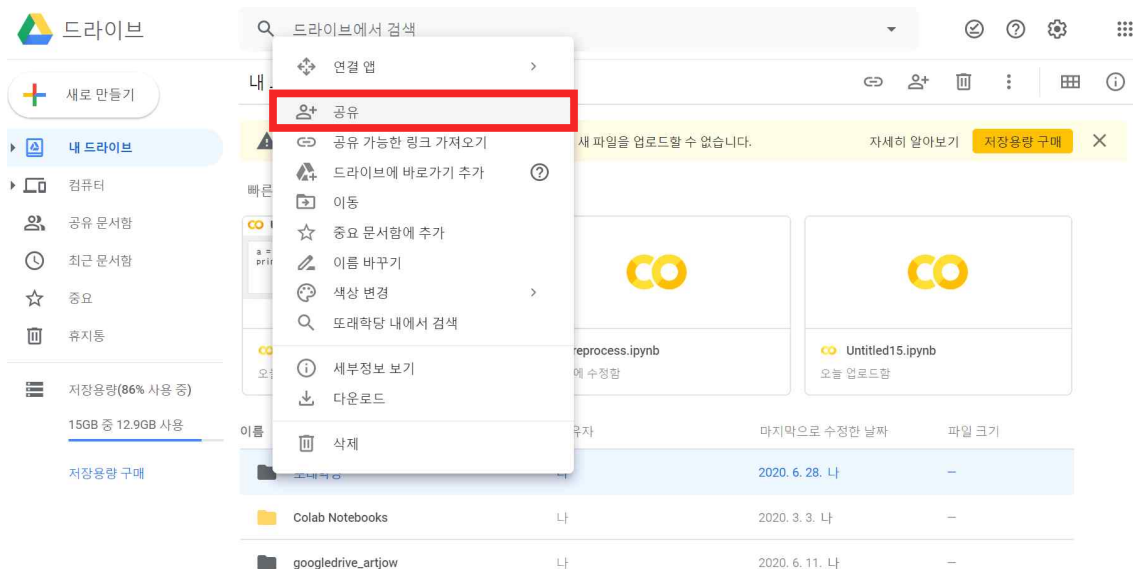 드라이브
드라이브에서 검색
새로 만들기
내 드라이브
컴퓨터
공유 문서함
최근 문서함
중요
휴지통
저장용량(86% 사용 중)
15GB 중 12.9GB 사용
저장용량 구매
내
연결 앱
공유
공유 가능한 링크 가져오기
드라이브에 바로가기 추가
이동
중요 문서함에 추가
이름 바꾸기
색상 변경
또래학당 내에서 검색
세부정보 보기
다운로드
삭제
새 파일을 업로드할 수 없습니다.
자세히 알아보기
저장용량 구매
빠른
a =
reprocess.ipynb
에 수정함
Untitled15.ipynb
오늘 업로드함
이름
마지막으로 수정한 날짜
파일 크기
또래학당
2020. 6. 28. 나
—
Colab Notebooks
나
2020. 3. 3. 나
—
googledrive_artjow
나
2020. 6. 11. 나
—